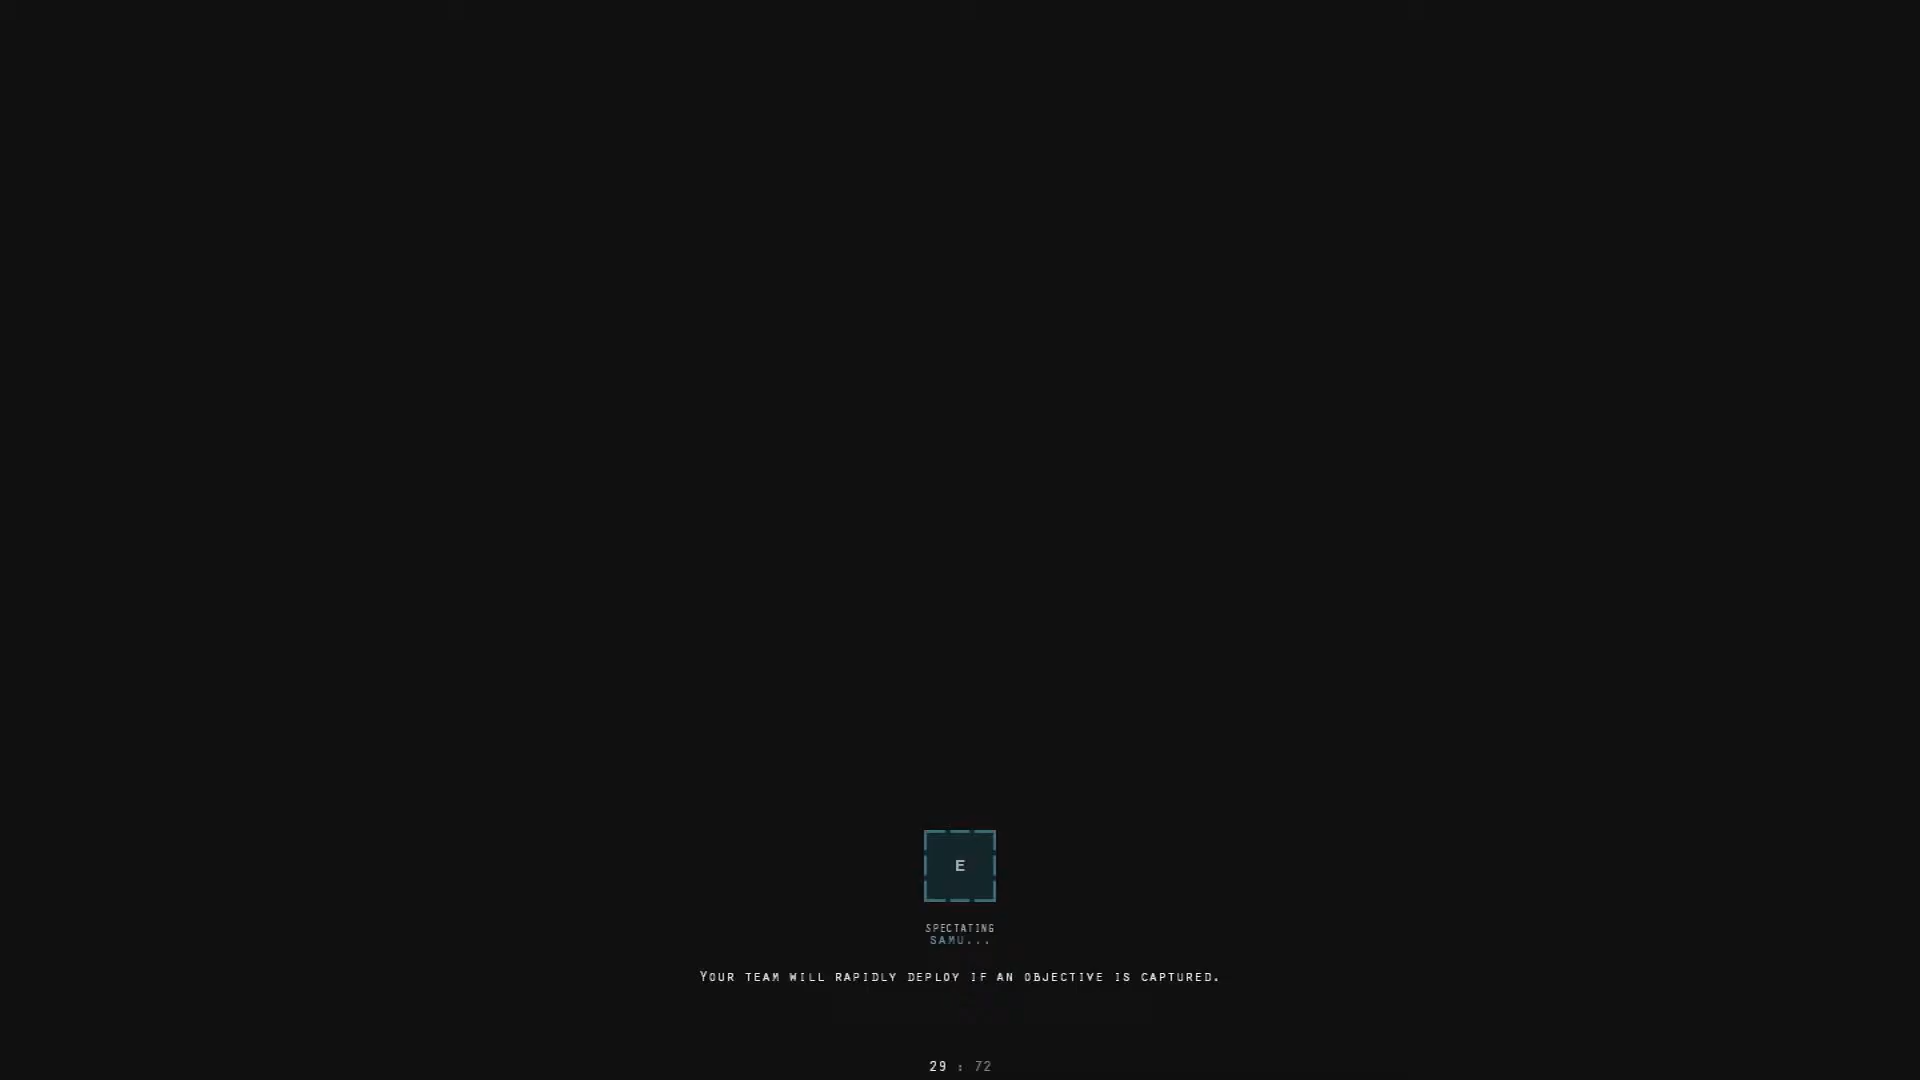 E
SPECTATING
SAMU...
YOUR TEAM WILL RAPIDLY DEPLOY IF AN OBJECTIVE IS CAPTURED.
29 : 72